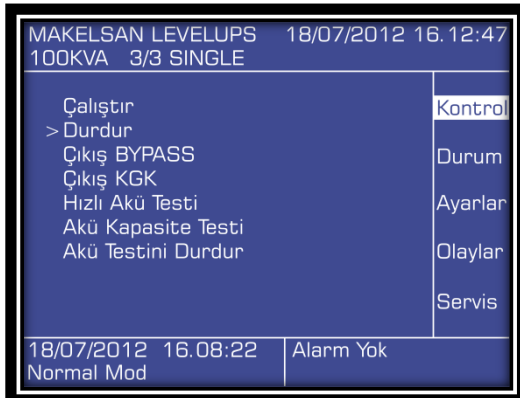 MAKELSAN LEVELUPS 18/07/2012 16.12:47
100KVA 3/3 SINGLE
Çalıştır
>Durdur
Çıkış BYPASS
Çıkış KGK
Hızlı Akü Testi
Akü Kapasite Testi
Akü Testini Durdur
Kontrol
Durum
Ayarlar
Olaylar
Servis
18/07/2012 16.08:22
Normal Mod
Alarm Yok